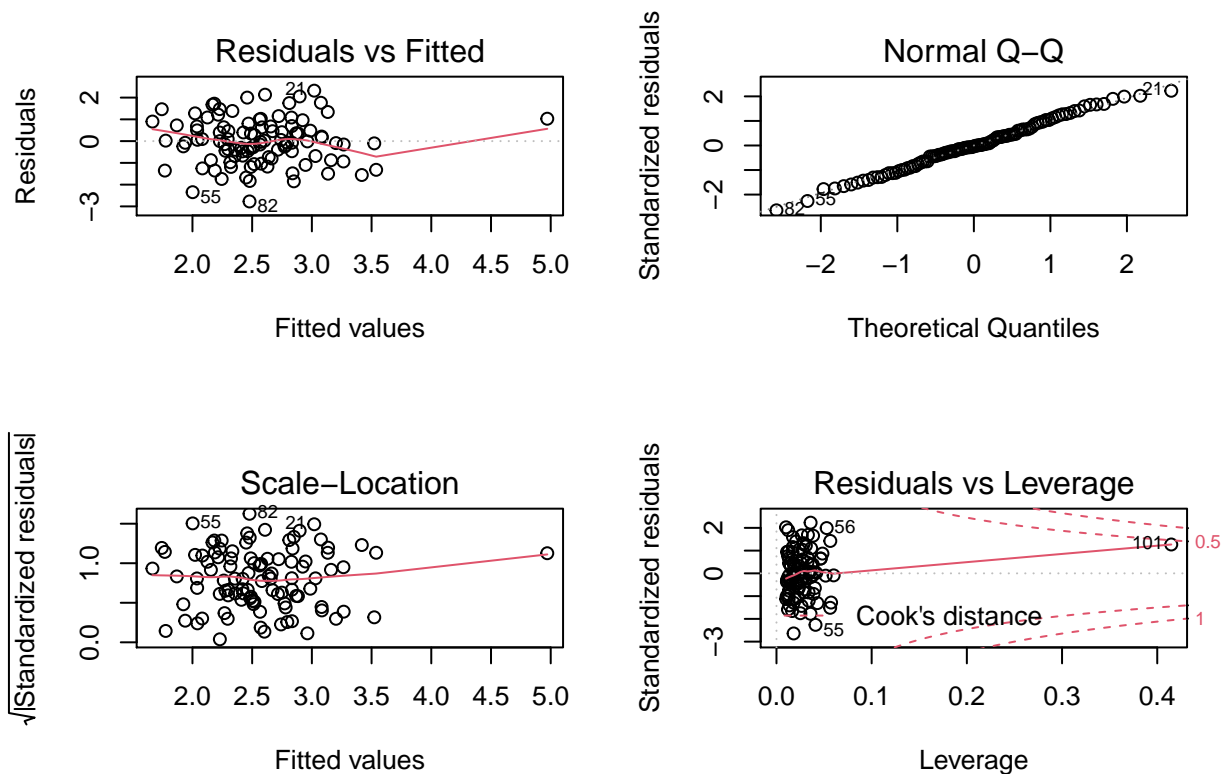 Residuals vs Fitted
Residuals
2
0
−3
21
55
82
2.0 2.5 3.0 3.5 4.0 4.5 5.0
Fitted values
Normal Q−Q
Standardized residuals
2
0
−2
21
55
82
−2 −1 0 1 2
Theoretical Quantiles
Scale−Location
√|Standardized residuals|
1.0
0.0
55
82
21
2.0 2.5 3.0 3.5 4.0 4.5 5.0
Fitted values
Residuals vs Leverage
Standardized residuals
2
0
−3
56
101
0.5
Cook's distance
1
55
0.0 0.1 0.2 0.3 0.4
Leverage